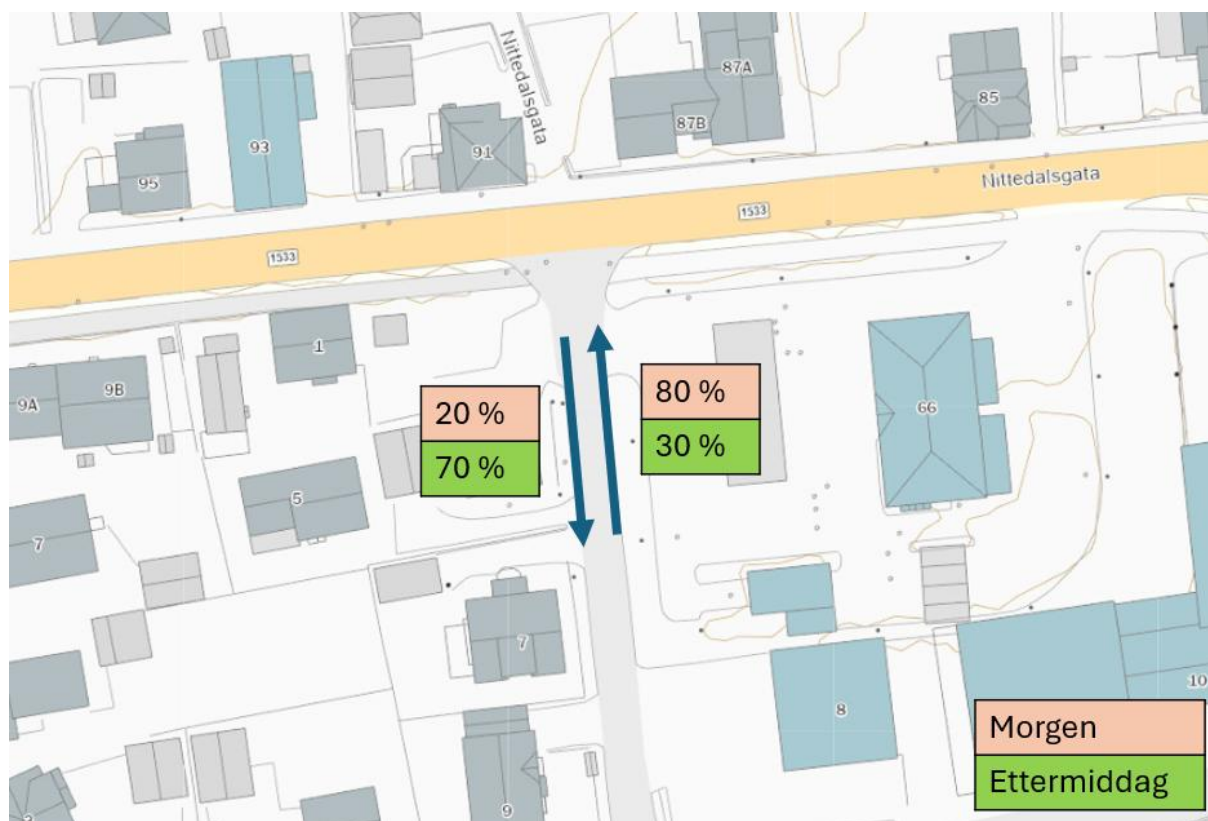 Nittedalsgata
87A
85
87B
93
91
95
Nittedalsgata
1533
1533
1
9B
9A
20 %
70 %
80 %
30 %
66
5
7
7
8
10
9
Morgen
Ettermiddag